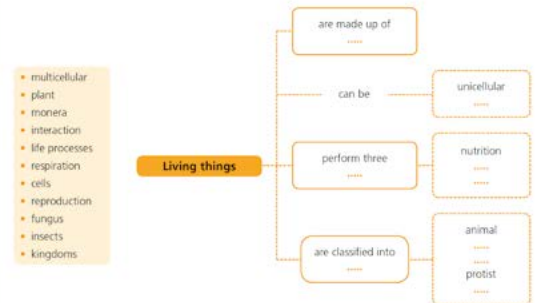 multicellular
plant
monera
interaction
life processes
respiration
cells
reproduction
fungus
insects
kingdoms
Living things
are made up of
.....
can be
unicellular
.....
perform three
.....
nutrition
.....
.....
are classified into
.....
animal
.....
.....
protist
.....